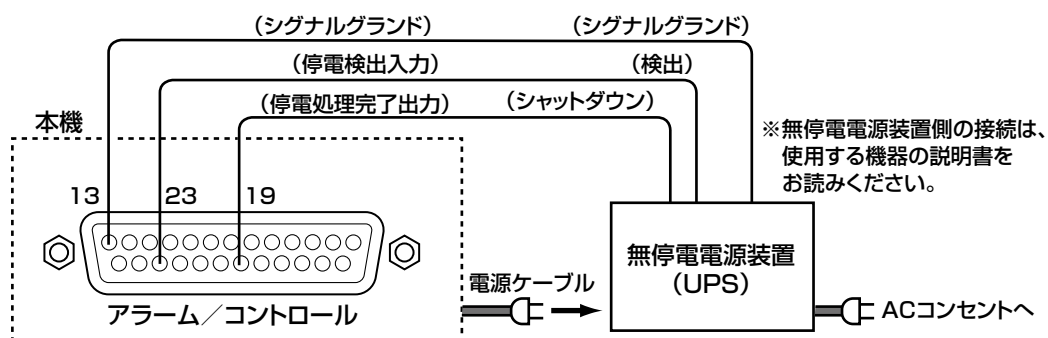 （シグナルグランド） （シグナルグランド）
（停電検出入力） （検出）
（停電処理完了出力） （シャットダウン）
本機
※無停電電源装置側の接続は、
使用する機器の説明書を
お読みください。
13 23 19
無停電電源装置
（UPS）
電源ケーブル
アラーム／コントロール
ACコンセントへ